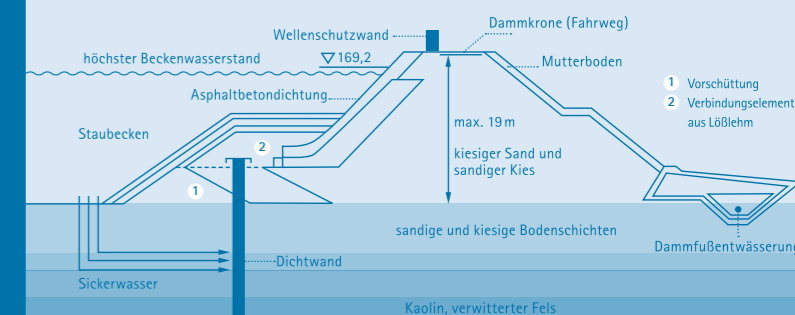 Wellenschutzwand
Dammkrone (Fahrweg)
höchster Beckenwasserstand
169,2
Mutterboden
Asphaltbetondichtung
1 Vorschüttung
2 Verbindungselement
aus Lößlehm
Staubecken
max. 19 m
2
kiesiger Sand und
sandiger Kies
1
sandige und kiesige Bodenschichten
Dammfußentwässerung
Dichtwand
Sickerwasser
Kaolin, verwitterter Fels